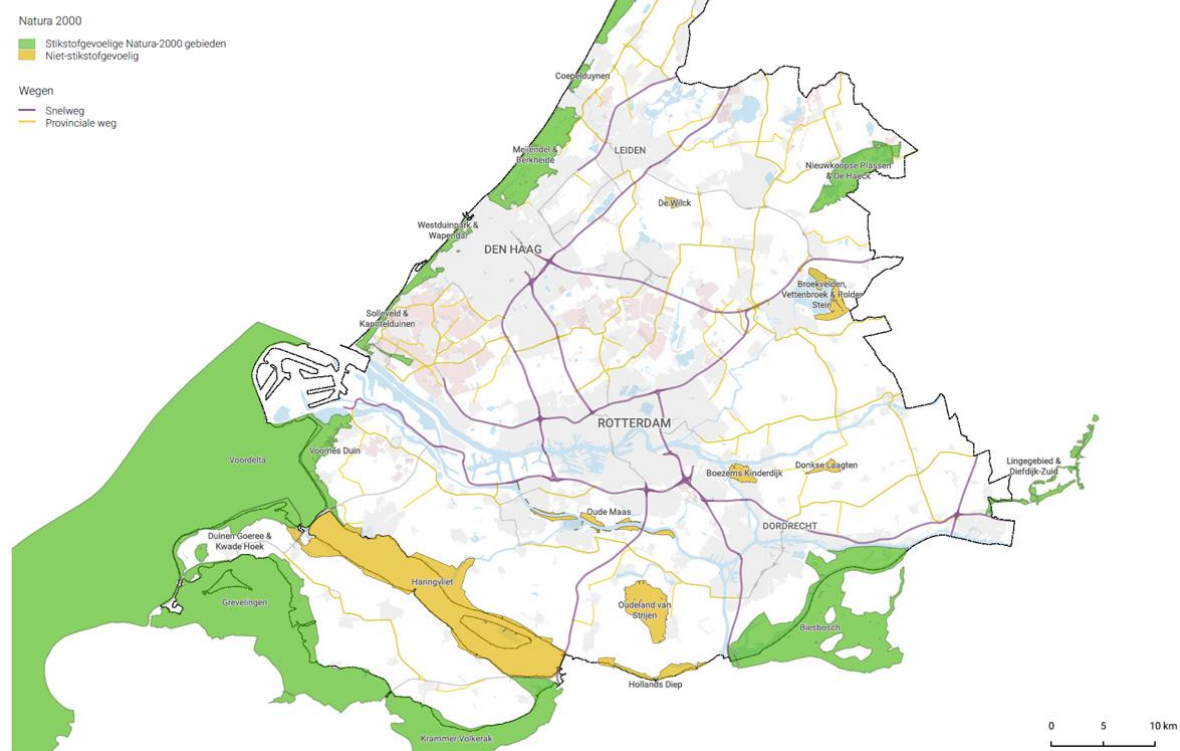 Natura 2000
Stikstofgevoelige Natura-2000 gebieden
Niet-stikstofgevoelig
Wegen
Snelweg
Provinciale weg
Coepelduynen
LEIDEN
Meijendel &
Berkheide
Nieuwkoopse Plassen
& De Haeck
De Wilck
Westduinpark &
Wapendal
DEN HAAG
Broekvelden,
Vettenbroek & Polder
Stein
Solleveld &
Kapittelduinen
ROTTERDAM
Voordelta
Voornes Duin
Boezems Kinderdijk
Donkse Laagten
Lingegebied &
Diefdijk-Zuid
Oude Maas
DORDRECHT
Duinen Goeree &
Kwade Hoek
Haringvliet
Grevelingen
Oudeland van
Strijen
Biesbosch
Hollands Diep
Krammer-Volkerak
0 5 10 km